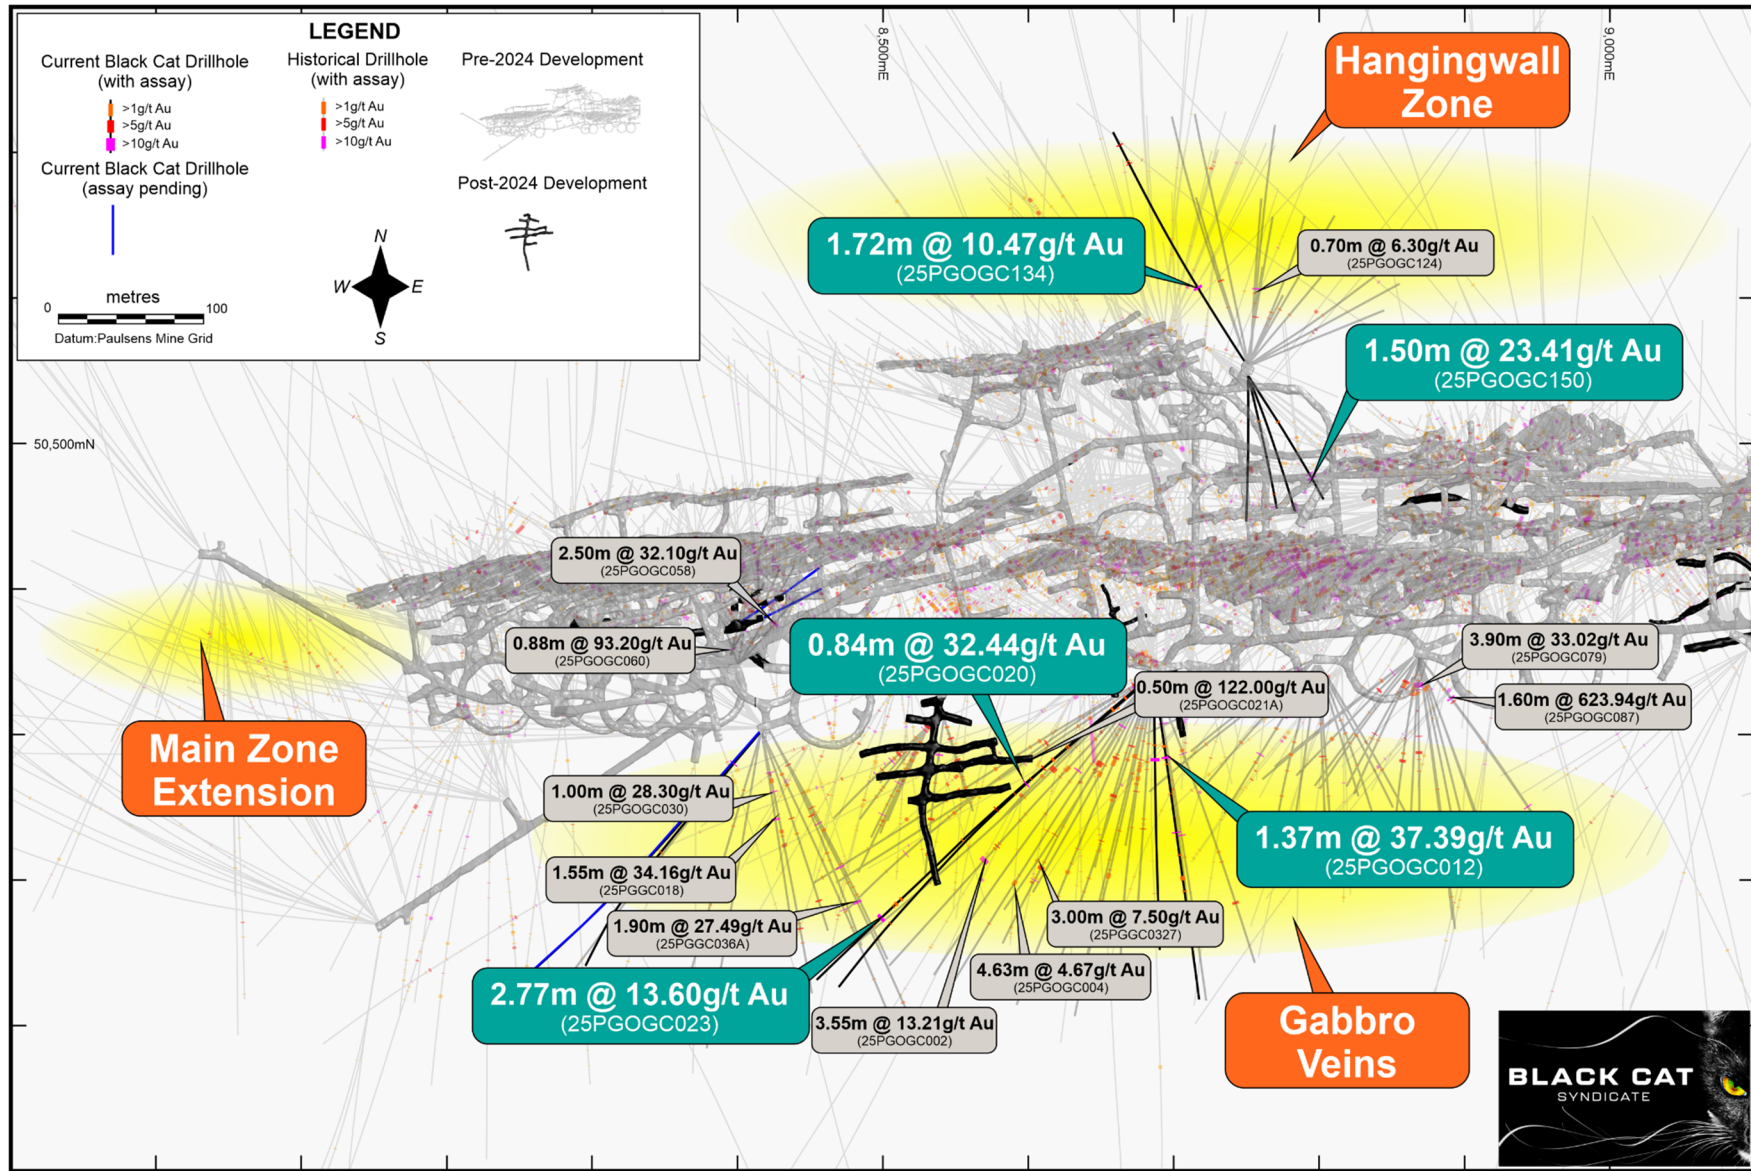 LEGEND
Current Black Cat Drillhole
(with assay)
>1g/t Au
>5g/t Au
>10g/t Au
Current Black Cat Drillhole
(assay pending)
Historical Drillhole
(with assay)
>1g/t Au
>5g/t Au
>10g/t Au
Pre-2024 Development
Post-2024 Development
N
W
E
S
metres
0
100
Datum:Paulsens Mine Grid
8,500mE
9,000mE
50,500mN
Hangingwall
Zone
1.72m @ 10.47g/t Au
(25PGOGC134)
0.70m @ 6.30g/t Au
(25PGOGC124)
1.50m @ 23.41g/t Au
(25PGOGC150)
2.50m @ 32.10g/t Au
(25PGOGC058)
0.88m @ 93.20g/t Au
(25PGOGC060)
0.84m @ 32.44g/t Au
(25PGOGC020)
3.90m @ 33.02g/t Au
(25PGOGC079)
0.50m @ 122.00g/t Au
(25PGOGC021A)
1.60m @ 623.94g/t Au
(25PGOGC087)
Main Zone
Extension
1.00m @ 28.30g/t Au
(25PGOGC030)
1.37m @ 37.39g/t Au
(25PGOGC012)
1.55m @ 34.16g/t Au
(25PGGC018)
1.90m @ 27.49g/t Au
(25PGGC036A)
3.00m @ 7.50g/t Au
(25PGGC0327)
4.63m @ 4.67g/t Au
(25PGOGC004)
2.77m @ 13.60g/t Au
(25PGOGC023)
3.55m @ 13.21g/t Au
(25PGOGC002)
Gabbro
Veins
BLACK CAT
SYNDICATE